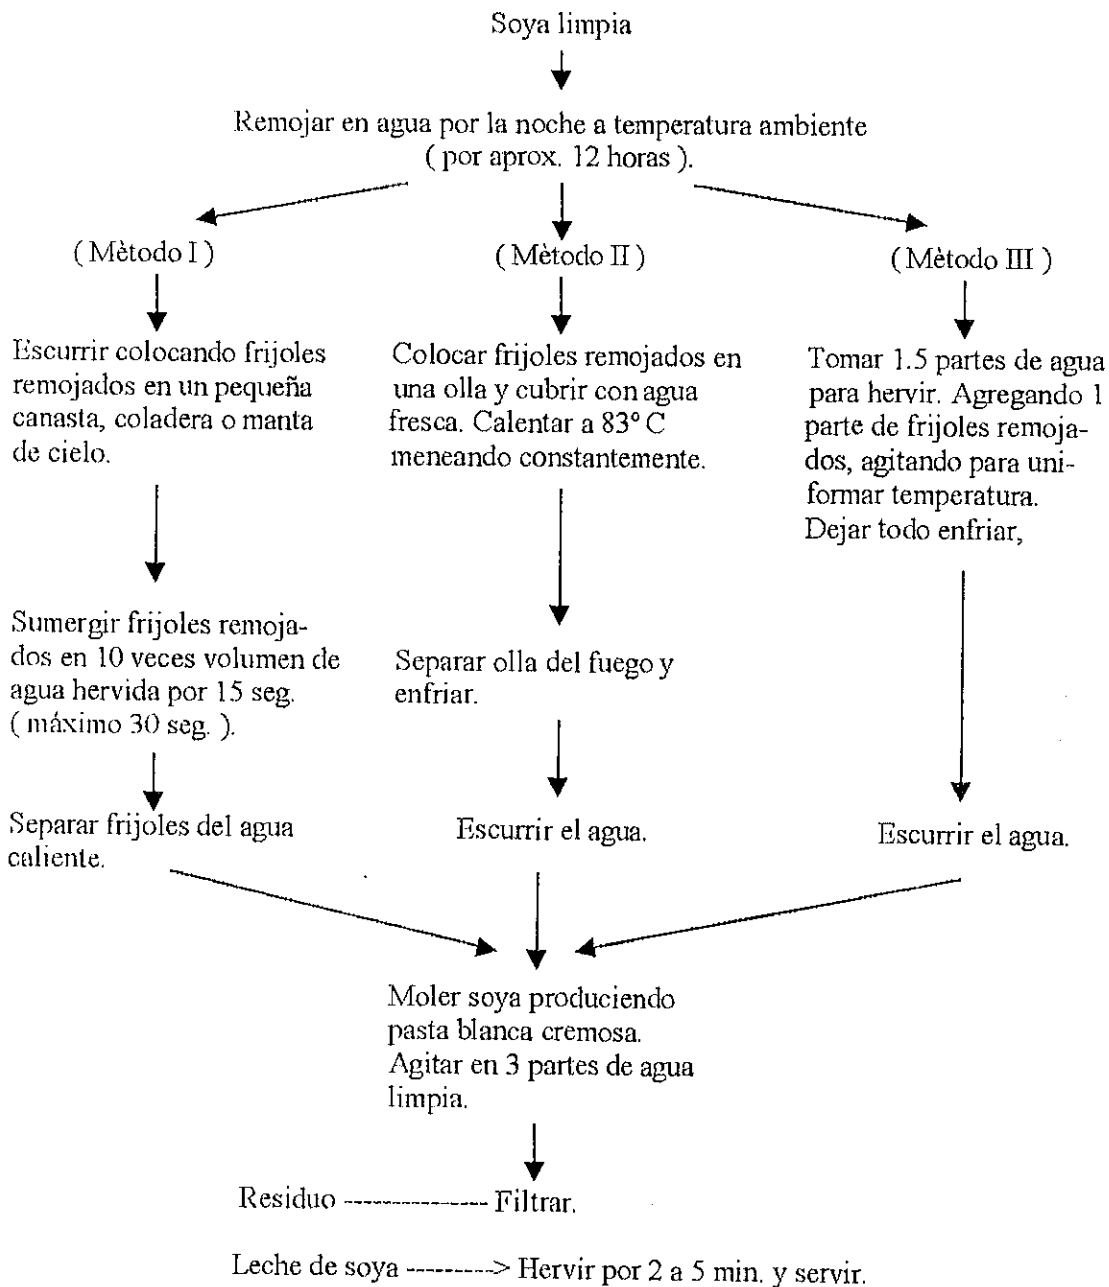 Soya limpia
Remojar en agua por la noche a temperatura ambiente
( por aprox. 12 horas ).
( Mètodo I )
Escurrir colocando frijoles
remojados en un pequeña
canasta, coladera o manta
de cielo.
Sumergir frijoles remoja-
dos en 10 veces volumen de
agua hervida por 15 seg.
( máximo 30 seg. ).
Separar frijoles del agua
caliente.
( Mètodo II )
Colocar frijoles remojados en
una olla y cubrir con agua
fresca. Calentar a 83º C
meneando constantemente.
Separar olla del fuego y
enfriar.
Escurrir el agua.
( Mètodo III )
Tomar 1.5 partes de agua
para hervir. Agregando 1
parte de frijoles remoja-
dos, agitando para uni-
formar temperatura.
Dejar todo enfriar,
Escurrir el agua.
Moler soya produciendo
pasta blanca cremosa.
Agitar en 3 partes de agua
limpia.
Residuo ---------------- Filtrar.
Leche de soya ---------> Hervir por 2 a 5 min. y servir.